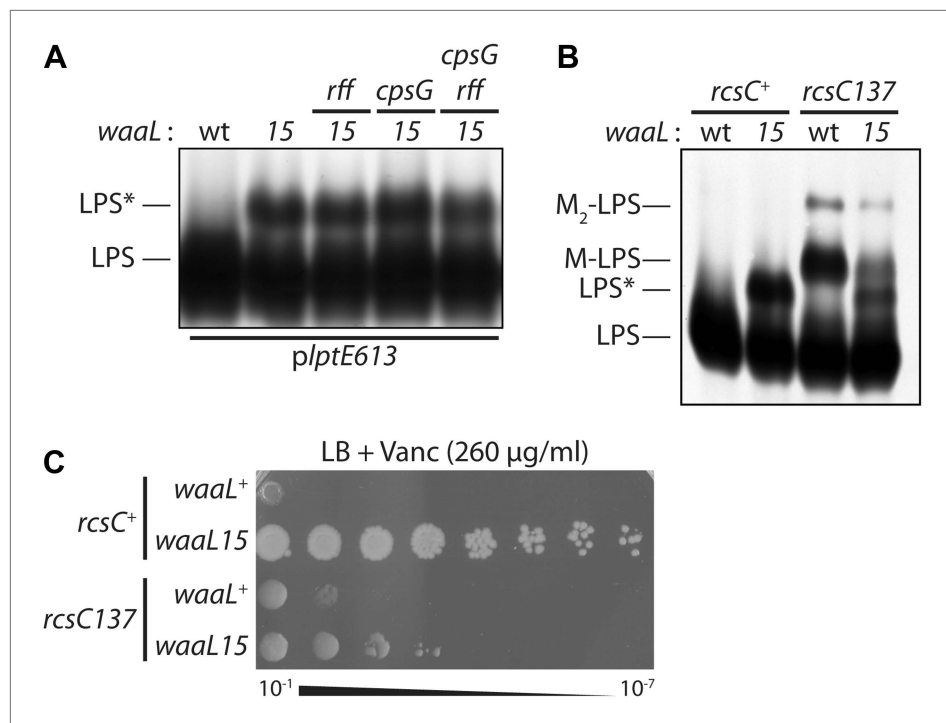 A
cpsG
rff cpsG rff
waaL : wt 15 15 15 15
LPS*
LPS
plptE613
B
rcsC+ rcsC137
waaL : wt 15 wt 15
M2-LPS
M-LPS
LPS*
LPS
C
LB + Vanc (260 µg/ml)
rcsC+
waaL+
waaL15
rcsC137
waaL+
waaL15
10-1 10-7